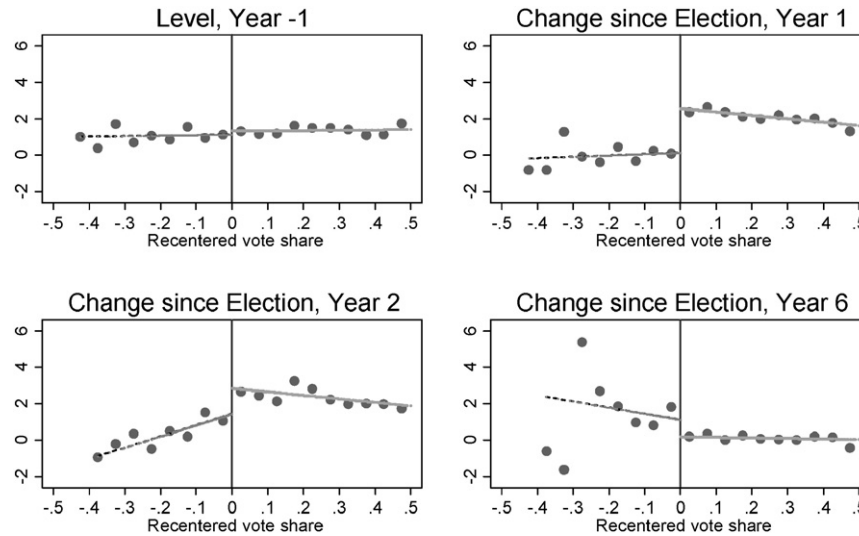 Level, Year -1
6
4
2
0
-2
-.5 -.4 -.3 -.2 -.1 0 .1 .2 .3 .4 .5
Recentered vote share
Change since Election, Year 1
6
4
2
0
-2
-.5 -.4 -.3 -.2 -.1 0 .1 .2 .3 .4 .5
Recentered vote share
Change since Election, Year 2
6
4
2
0
-2
-.5 -.4 -.3 -.2 -.1 0 .1 .2 .3 .4 .5
Recentered vote share
Change since Election, Year 6
6
4
2
0
-2
-.5 -.4 -.3 -.2 -.1 0 .1 .2 .3 .4 .5
Recentered vote share